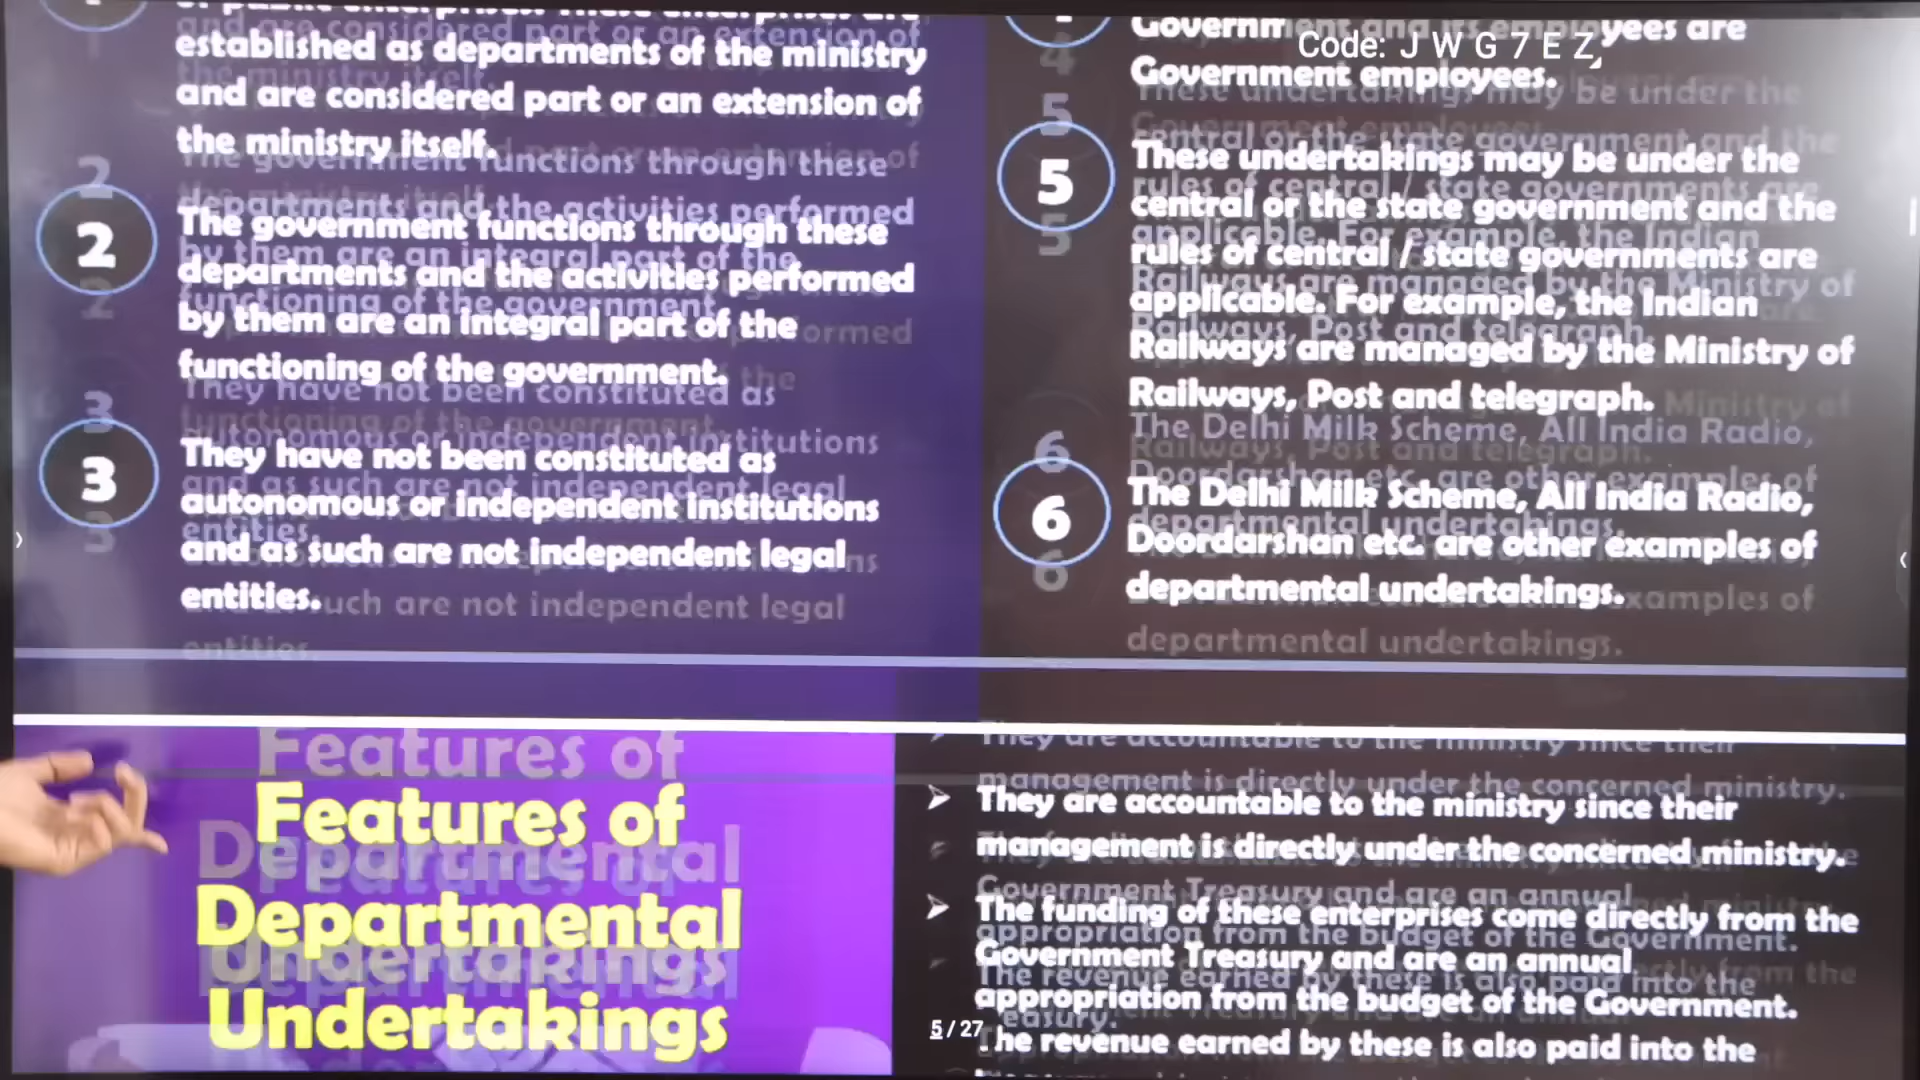 established as departments of the ministry
and are considered part or an extension of
the ministry itself.
2
The government functions through these
departments and the activities performed
by them are an integral part of the
functioning of the government.
3
They have not been constituted as
autonomous or independent institutions
and as such are not independent legal
entities.
Code: J W G 7 E Z
Government and its employees are
Government employees.
5
These undertakings may be under the
central or the state government and the
rules of central / state governments are
applicable. For example, the Indian
Railways are managed by the Ministry of
Railways, Post and telegraph.
6
The Delhi Milk Scheme, All India Radio,
Doordarshan etc. are other examples of
departmental undertakings.
Features of
Departmental
Undertakings
They are accountable to the ministry since their
management is directly under the concerned ministry.
The funding of these enterprises come directly from the
Government Treasury and are an annual
appropriation from the budget of the Government.
The revenue earned by these is also paid into the
5 / 27